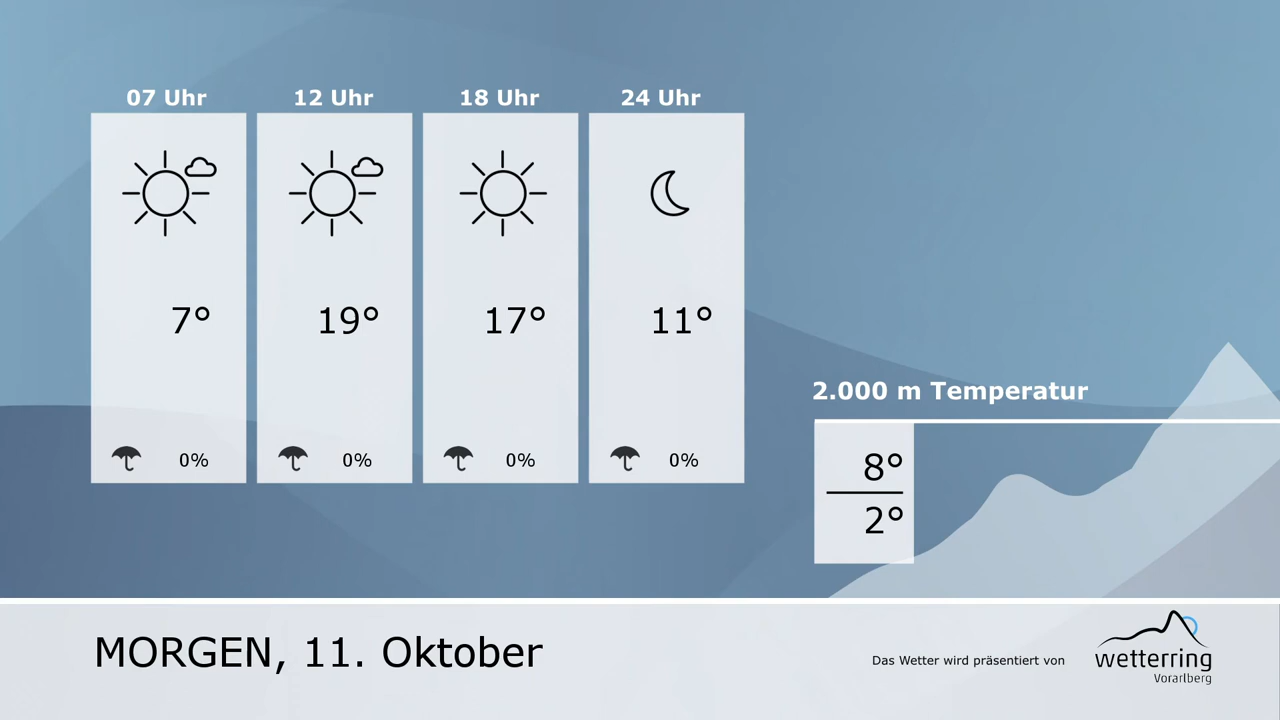 07 Uhr 12 Uhr 18 Uhr 24 Uhr
7° 19° 17° 11°
0% 0% 0% 0%
2.000 m Temperatur
8°
2°
MORGEN, 11. Oktober
Das Wetter wird präsentiert von
wetterring
Vorarlberg